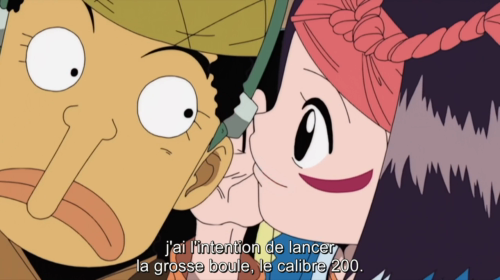 j'ai l'intention de lancer
la grosse boule, le calibre 200.